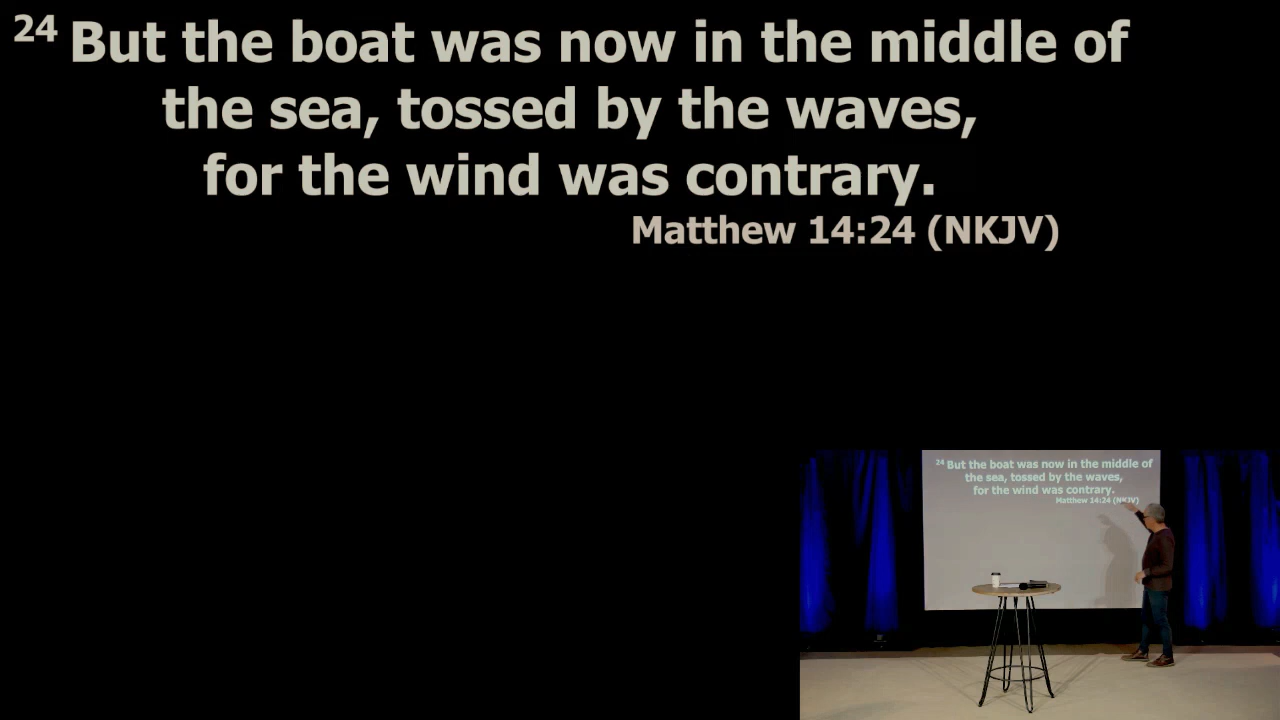 24 But the boat was now in the middle of
the sea, tossed by the waves,
for the wind was contrary.
Matthew 14:24 (NKJV)
24 But the boat was now in the middle of
the sea, tossed by the waves,
for the wind was contrary.
Matthew 14:24 (NKJV)